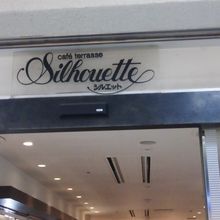 café terrasse
Silhouette
シルエット